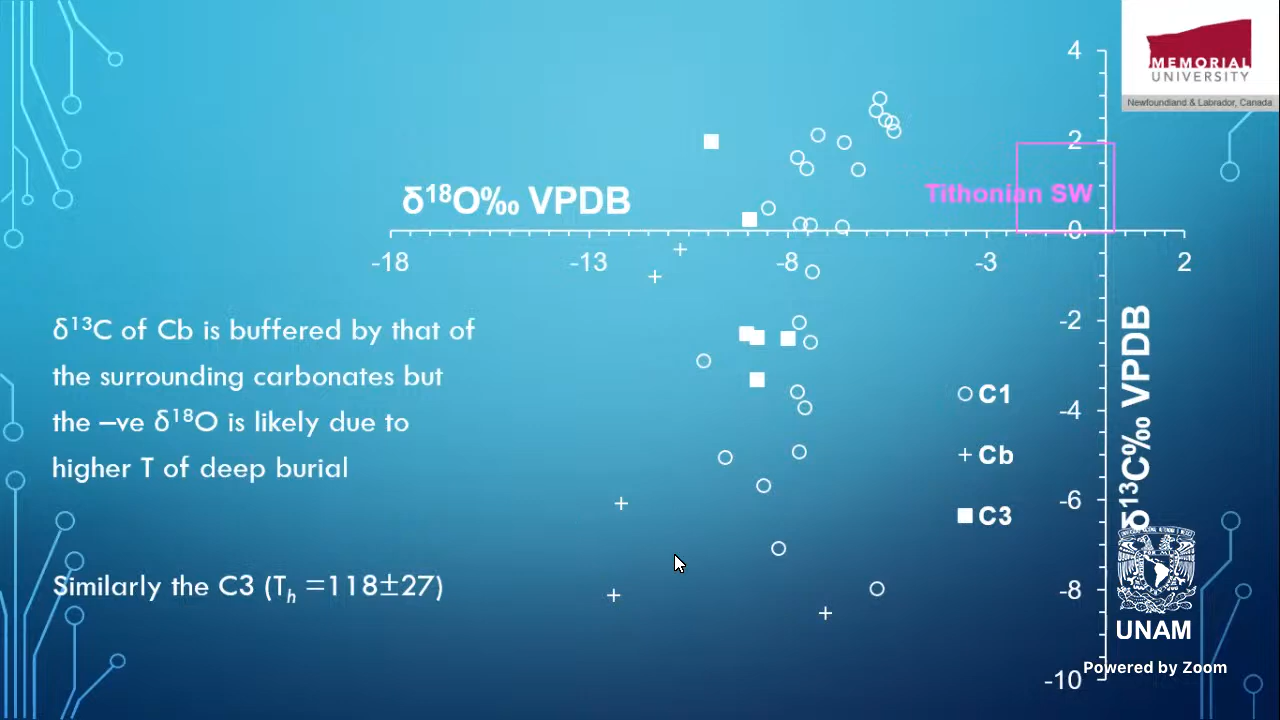 MEMORIAL
UNIVERSITY
Newfoundland & Labrador, Canada
4
2
0
-2
-4
-6
-8
-10
Tithonian SW
δ¹⁸O‰ VPDB
-18 -13 -8 -3 2
δ¹³C‰ VPDB
δ¹³C of Cb is buffered by that of
the surrounding carbonates but
the –ve δ¹⁸O is likely due to
higher T of deep burial
Similarly the C3 (Tₕ =118±27)
C1
Cb
C3
UNAM
Powered by Zoom